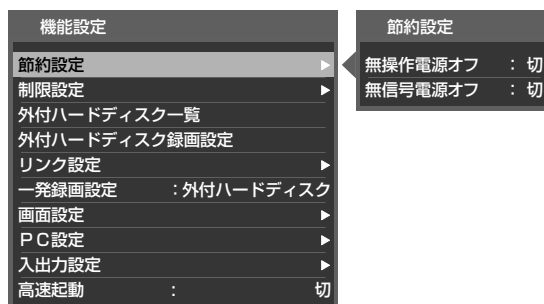 機能設定
節約設定
制限設定
外付ハードディスク一覧
外付ハードディスク録画設定
リンク設定
一発録画設定　：外付ハードディスク
画面設定
ＰＣ設定
入出力設定
高速起動　：　切
節約設定
無操作電源オフ　：切
無信号電源オフ　：切